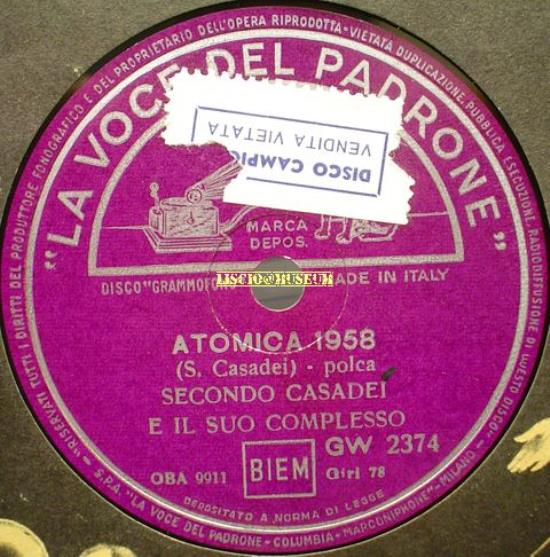 "RISERVATI TUTTI I DIRITTI DEL PRODUTTORE FONOGRAFICO E DEL PROPRIETARIO DELL'OPERA RIPRODOTTA - VIETATA DUPLICAZIONE, PUBBLICA ESECUZIONE, RADIODIFFUSIONE DI QUESTO DISCO"
"LA VOCE DEL PADRONE"
DISCO CAMPIO
VENDITA VIETATA
MARCA
DEPOS.
DISCO "GRAMMOFONO
MADE IN ITALY
LISCIO@MUSEUM
ATOMICA 1958
(S. Casadei) - polca
SECONDO CASADEI
E IL SUO COMPLESSO
GW 2374
OBA 9911 BIEM Giri 78
DEPOSITATO A NORMA DI LEGGE
S.P.A. "LA VOCE DEL PADRONE - COLUMBIA - MARCONIPHONE" - MILANO -